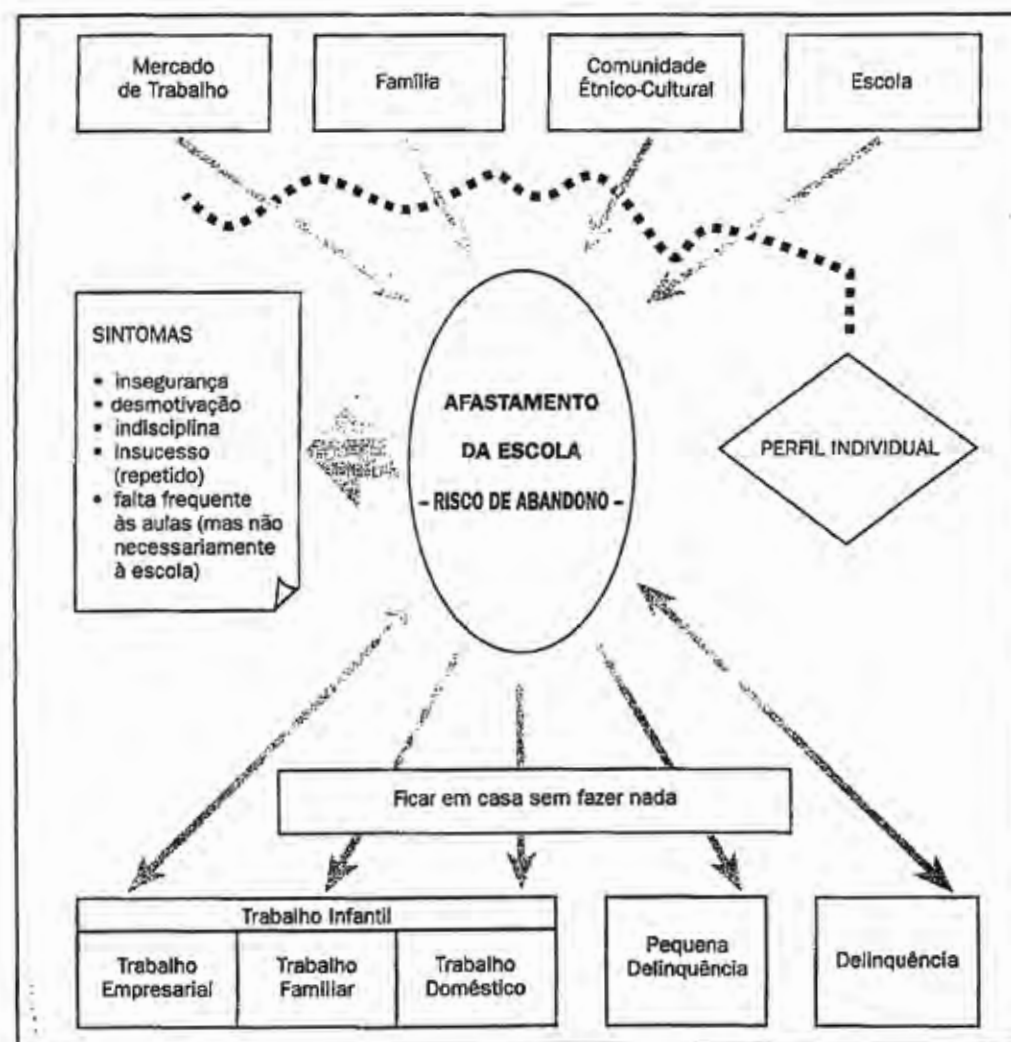 Mercado
de Trabalho
Família
Comunidade
Étnico-Cultural
Escola
SINTOMAS
• insegurança
• desmotivação
• indisciplina
• insucesso
(repetido)
• falta frequente
às aulas (mas não
necessariamente
à escola)
AFASTAMENTO
DA ESCOLA
– RISCO DE ABANDONO –
PERFIL INDIVIDUAL
Ficar em casa sem fazer nada
Trabalho Infantil
Trabalho
Empresarial
Trabalho
Familiar
Trabalho
Doméstico
Pequena
Delinquência
Delinquência